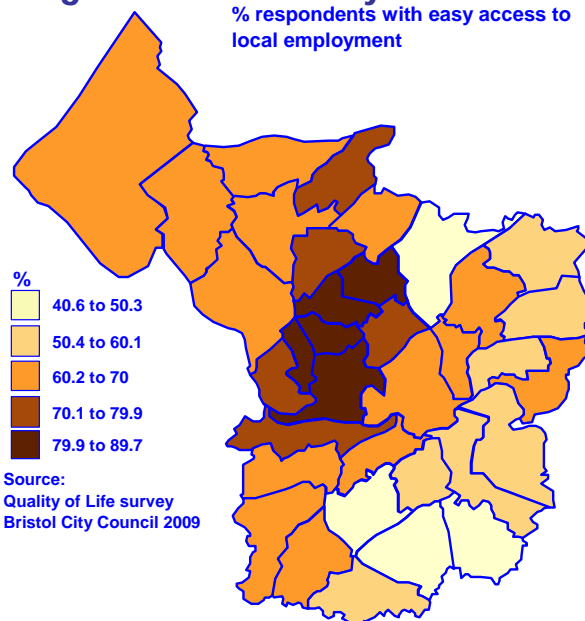 % respondents with easy access to
local employment
%
40.6 to 50.3
50.4 to 60.1
60.2 to 70
70.1 to 79.9
79.9 to 89.7
Source:
Quality of Life survey
Bristol City Council 2009